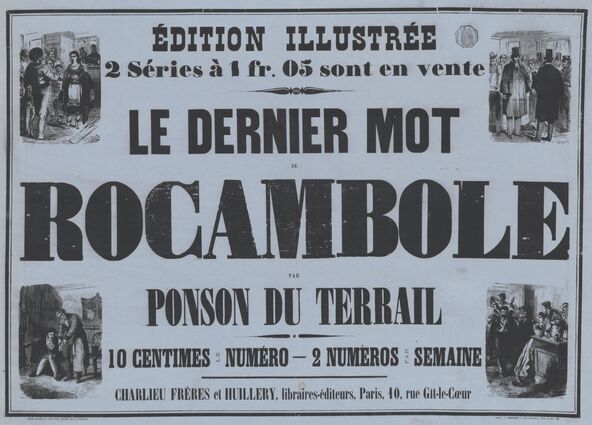 ÉDITION ILLUSTRÉE
2 Séries à 1 fr. 05 sont en vente
LE DERNIER MOT
DE
ROCAMBOLE
PAR
PONSON DU TERRAIL
10 CENTIMES LE NUMÉRO — 2 NUMÉROS PAR SEMAINE
CHARLIEU FRÈRES et HUILLERY, libraires-éditeurs, Paris, 10, rue Gît-le-Cœur